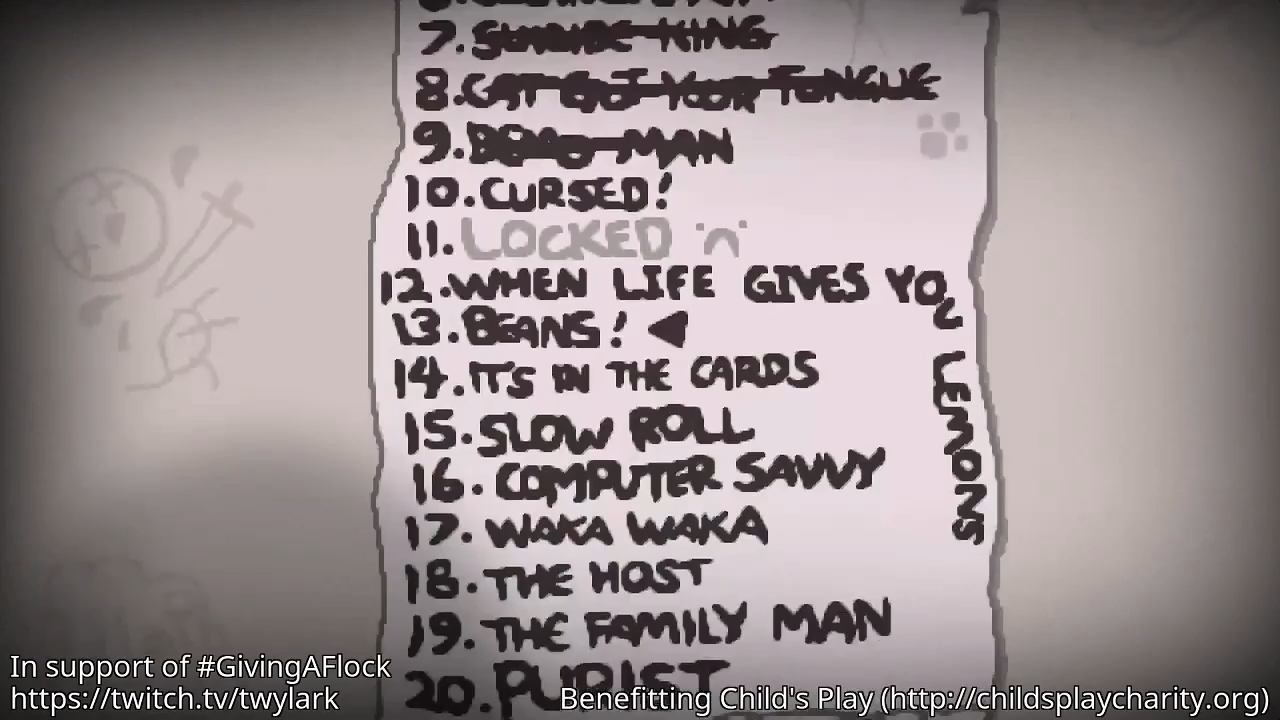 7. SUICIDE KING
8. CAT GOT YOUR TONGUE
9. DEMO MAN
10. CURSED!
11. LOCKED
12. WHEN LIFE GIVES YOU LEMONS
13. BEANS!
14. IT'S IN THE CARDS
15. SLOW ROLL
16. COMPUTER SAVVY
17. WAKA WAKA
18. THE HOST
19. THE FAMILY MAN
20. PURIST
In support of #GivingAFlock
https://twitch.tv/twylark
Benefitting Child's Play (http://childsplaycharity.org)